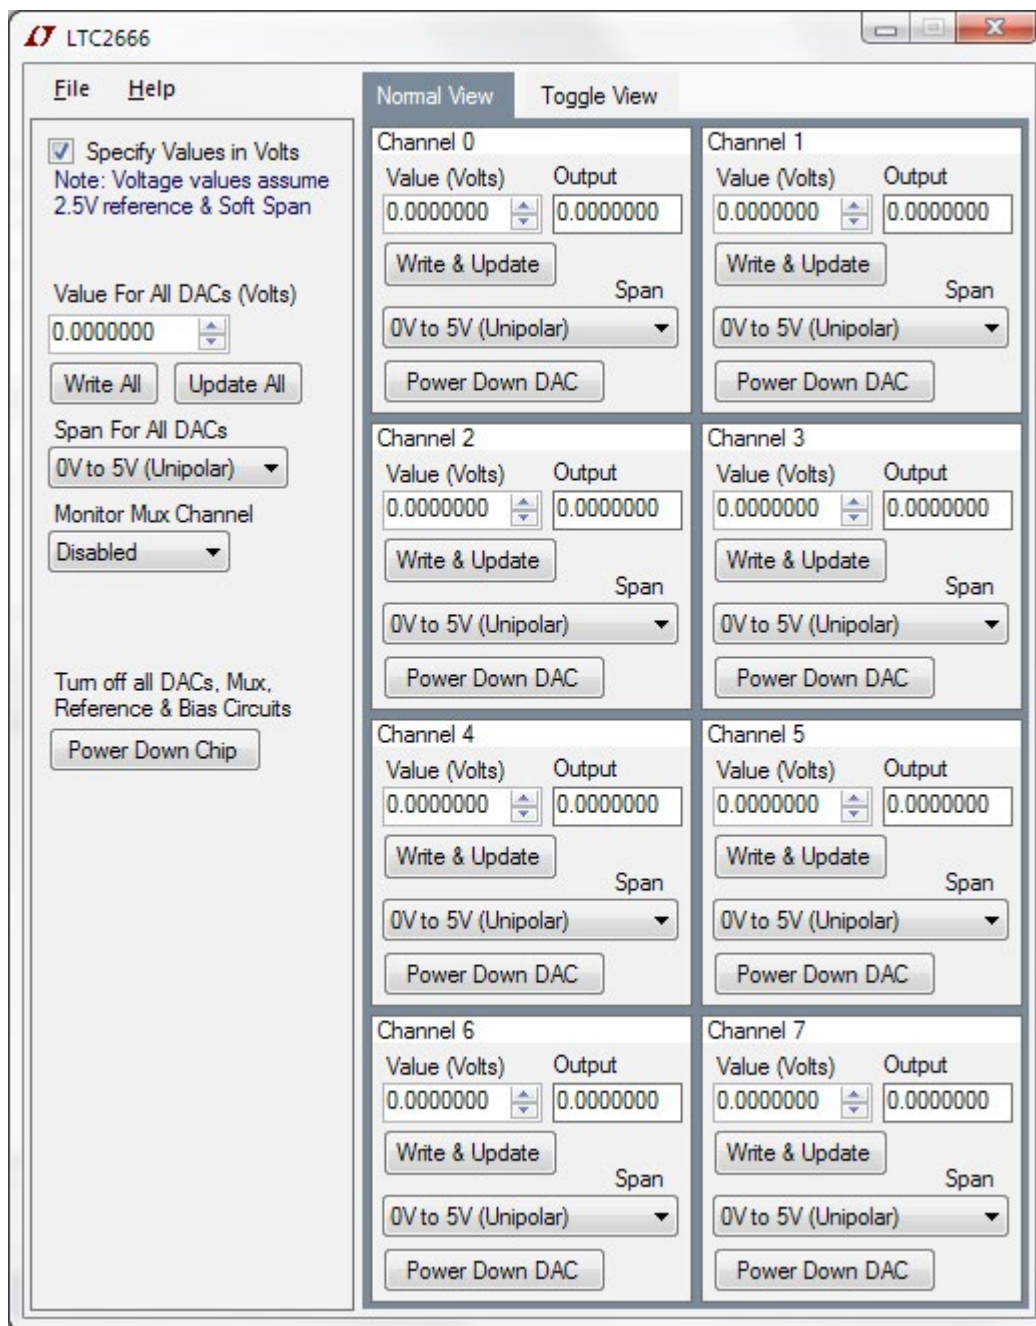 LTC2666
File Help
Normal View Toggle View
Specify Values in Volts
Note: Voltage values assume
2.5V reference & Soft Span
Value For All DACs (Volts)
0.0000000
Write All Update All
Span For All DACs
0V to 5V (Unipolar)
Monitor Mux Channel
Disabled
Turn off all DACs, Mux,
Reference & Bias Circuits
Power Down Chip
Channel 0
Value (Volts) Output
0.0000000 0.0000000
Write & Update
Span
0V to 5V (Unipolar)
Power Down DAC
Channel 1
Value (Volts) Output
0.0000000 0.0000000
Write & Update
Span
0V to 5V (Unipolar)
Power Down DAC
Channel 2
Value (Volts) Output
0.0000000 0.0000000
Write & Update
Span
0V to 5V (Unipolar)
Power Down DAC
Channel 3
Value (Volts) Output
0.0000000 0.0000000
Write & Update
Span
0V to 5V (Unipolar)
Power Down DAC
Channel 4
Value (Volts) Output
0.0000000 0.0000000
Write & Update
Span
0V to 5V (Unipolar)
Power Down DAC
Channel 5
Value (Volts) Output
0.0000000 0.0000000
Write & Update
Span
0V to 5V (Unipolar)
Power Down DAC
Channel 6
Value (Volts) Output
0.0000000 0.0000000
Write & Update
Span
0V to 5V (Unipolar)
Power Down DAC
Channel 7
Value (Volts) Output
0.0000000 0.0000000
Write & Update
Span
0V to 5V (Unipolar)
Power Down DAC